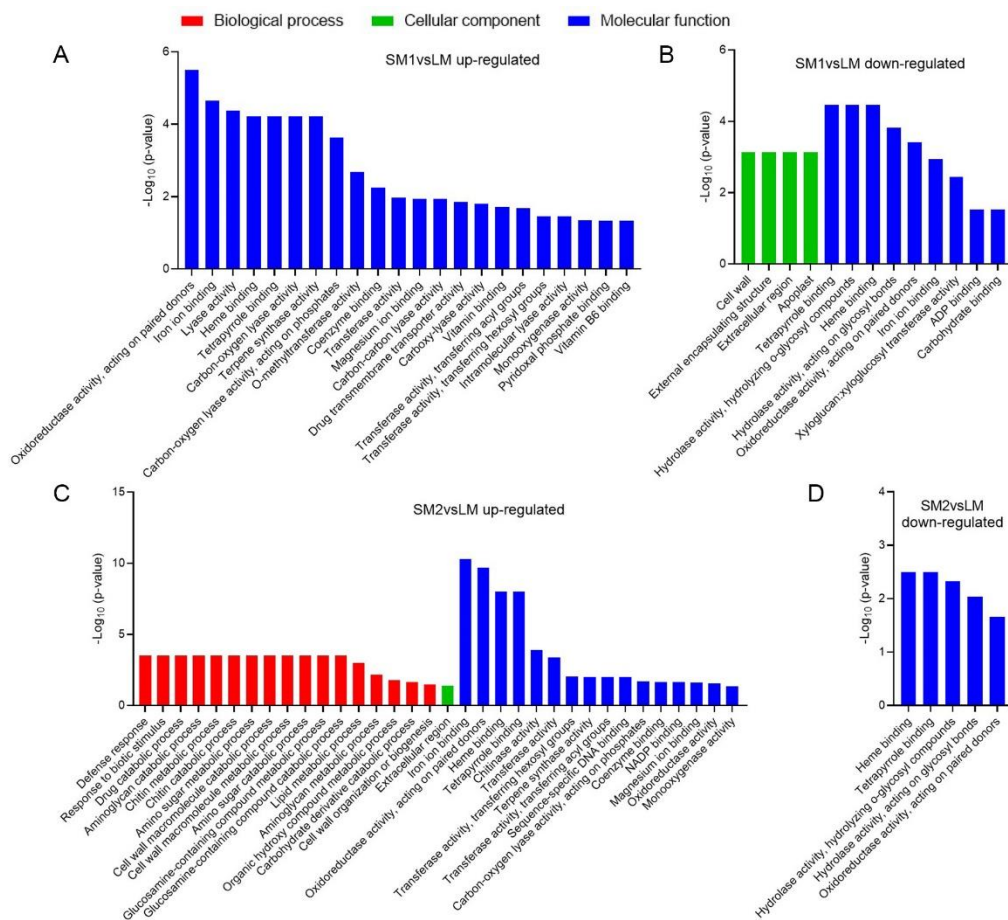 Biological process
Cellular component
Molecular function
A
SM1vsLM up-regulated
-Log10 (p-value)
6
4
2
0
Oxidoreductase activity, acting on paired donors
Iron ion binding
Lyase activity
Heme binding
Tetrapyrrole binding
Carbon-oxygen lyase activity
Terpene synthase activity
Carbon-oxygen lyase activity, acting on phosphates
O-methyltransferase activity
Coenzyme binding
Transferase activity
Magnesium ion binding
Carbon-carbon lyase activity
Drug transmembrane transporter activity
Carboxy-lyase activity
Vitamin binding
Transferase activity, transferring acyl groups
Transferase activity, transferring hexosyl groups
Intramolecular lyase activity
Monooxygenase activity
Pyridoxal phosphate binding
Vitamin B6 binding
B
SM1vsLM down-regulated
-Log10 (p-value)
6
4
2
0
Cell wall
External encapsulating structure
Extracellular region
Apoplast
Tetrapyrrole binding
Hydrolase activity, hydrolyzing o-glycosyl compounds
Heme binding
Hydrolase activity, acting on glycosyl bonds
Oxidoreductase activity, acting on paired donors
Iron ion binding
Xyloglucan:xyloglucosyl transferase activity
ADP binding
Carbohydrate binding
C
SM2vsLM up-regulated
-Log10 (p-value)
15
10
5
0
Defense response
Response to biotic stimulus
Drug catabolic process
Aminoglycan catabolic process
Chitin metabolic process
Chitin catabolic process
Amino sugar metabolic process
Cell wall macromolecule catabolic process
Cell wall macromolecule metabolic process
Amino sugar catabolic process
Glucosamine-containing compound metabolic process
Glucosamine-containing compound catabolic process
Lipid metabolic process
Aminoglycan metabolic process
Organic hydroxy compound metabolic process
Carbohydrate derivative catabolic process
Cell wall organization or biogenesis
Extracellular region
Iron ion binding
Oxidoreductase activity, acting on paired donors
Heme binding
Tetrapyrrole binding
Chitinase activity
Transferase activity
Transferase activity, transferring hexosyl groups
Terpene synthase activity
Transferase activity, transferring acyl groups
Sequence-specific DNA binding
Carbon-oxygen lyase activity, acting on phosphates
Coenzyme binding
NADP binding
Magnesium ion binding
Oxidoreductase activity
Monooxygenase activity
D
SM2vsLM
down-regulated
-Log10 (p-value)
4
3
2
1
0
Heme binding
Tetrapyrrole binding
Hydrolase activity, hydrolyzing o-glycosyl compounds
Hydrolase activity, acting on glycosyl bonds
Oxidoreductase activity, acting on paired donors